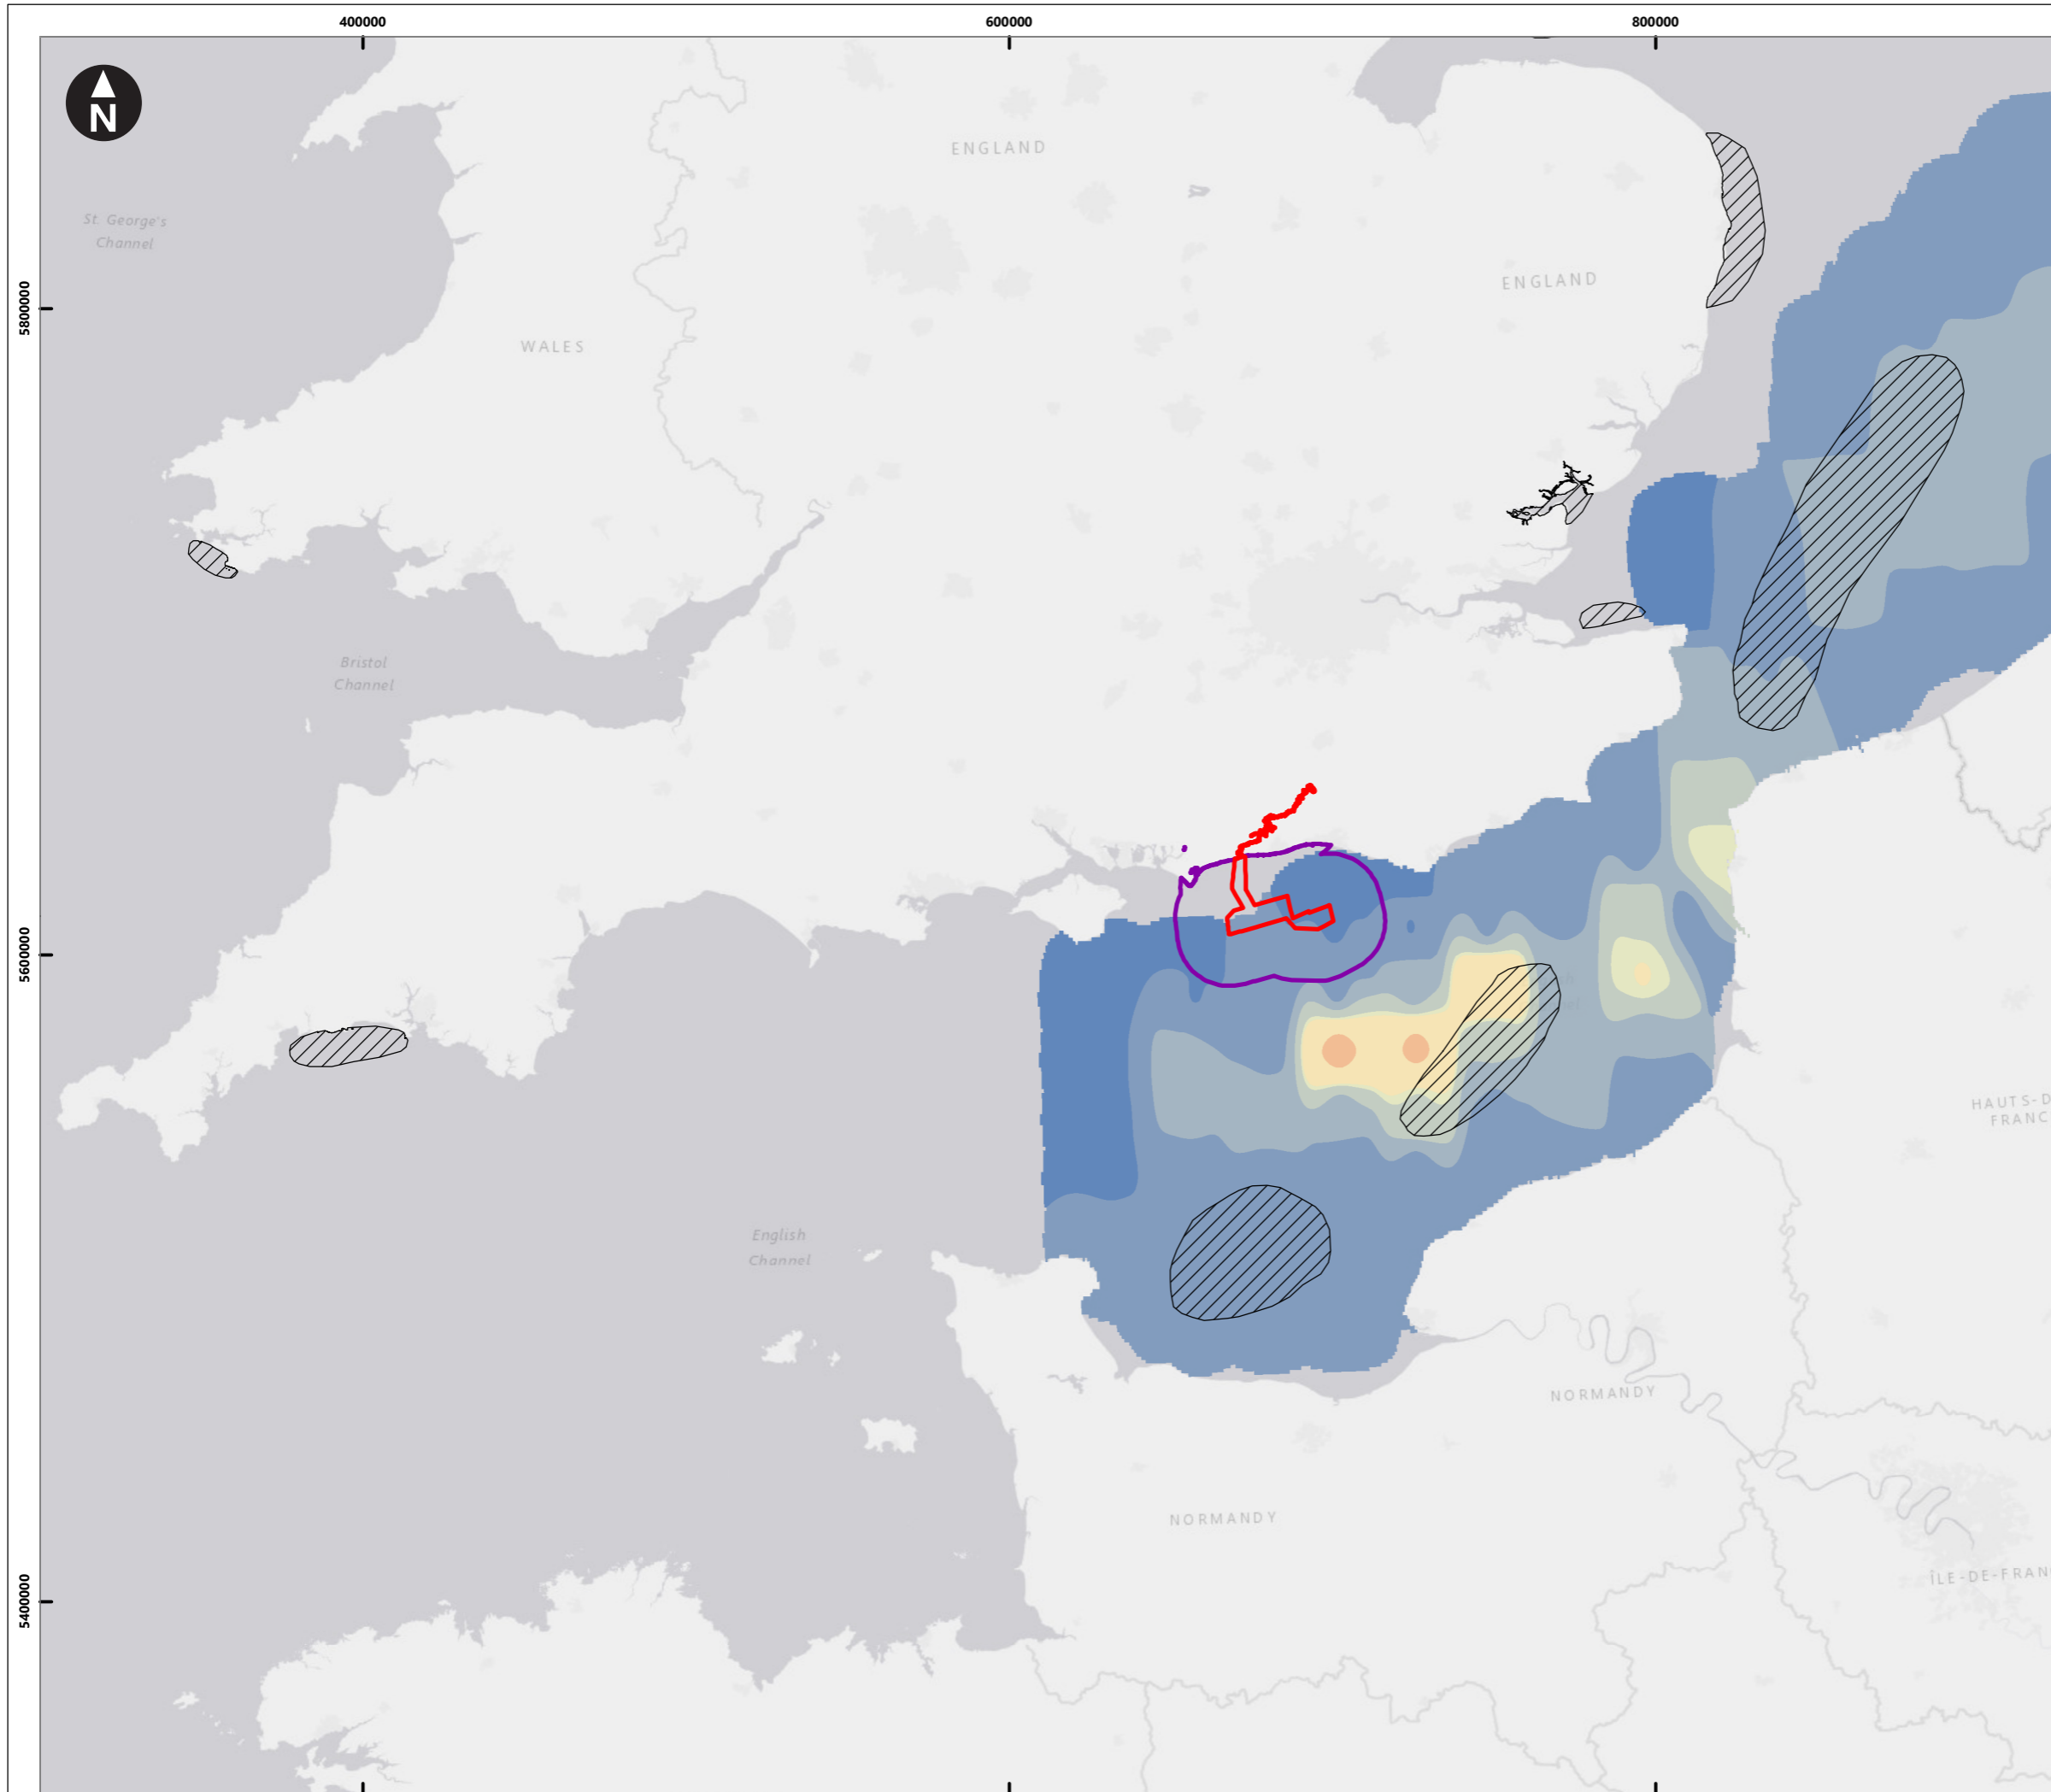 400000
600000
800000
N
ENGLAND
St. George's
Channel
ENGLAND
5800000
WALES
Bristol
Channel
5600000
HAUTS-D
FRANC
English
Channel
NORMANDY
NORMANDY
ÎLE-DE-FRAN
5400000